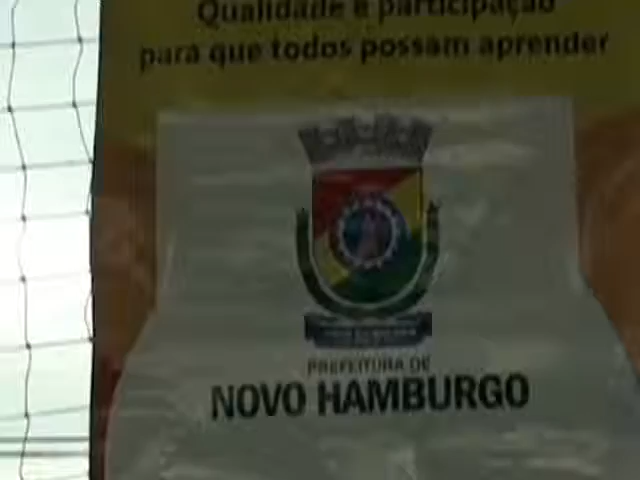 Qualidade e participação
para que todos possam aprender
PREFEITURA DE
NOVO HAMBURGO